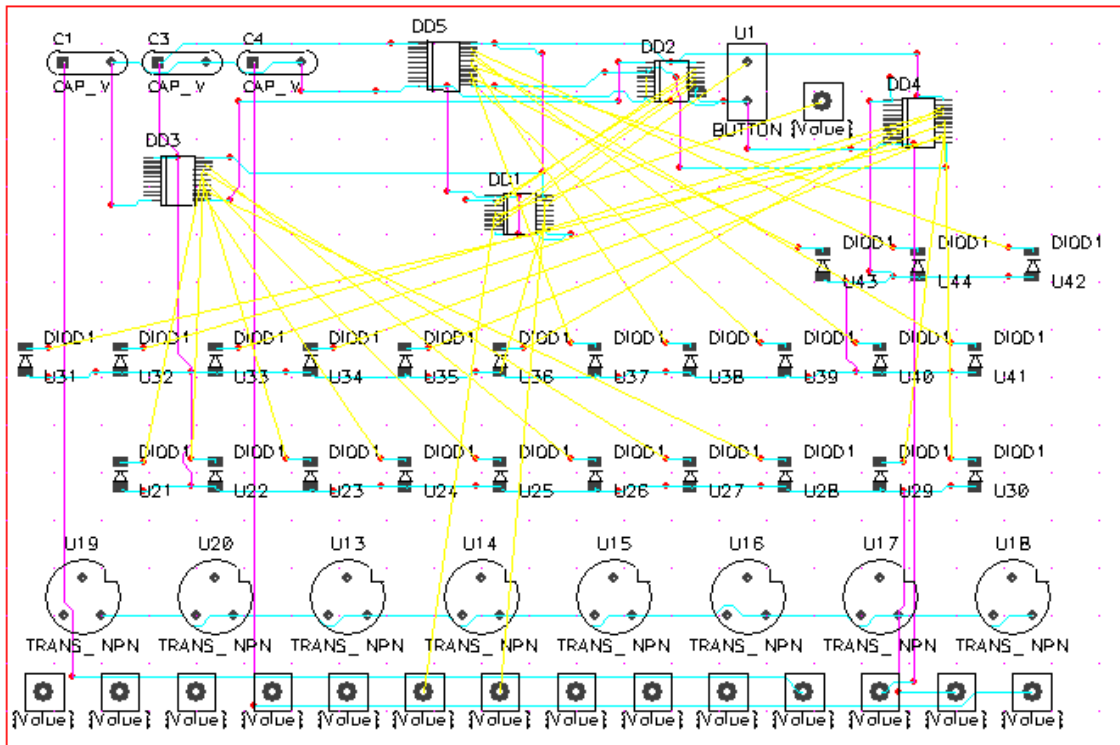 C1 C3 C4 DD5 DD2 U1 DD4
CAP_V CAP_V CAP_V BUTTON {Value}
DD3 DD1
DIOD1 DIOD1 DIOD1
U43 U44 U42
DIOD1 DIOD1 DIOD1 DIOD1 DIOD1 DIOD1 DIOD1 DIOD1 DIOD1 DIOD1 DIOD1
U31 U32 U33 U34 U35 U36 U37 U38 U39 U40 U41
DIOD1 DIOD1 DIOD1 DIOD1 DIOD1 DIOD1 DIOD1 DIOD1 DIOD1 DIOD1
U21 U22 U23 U24 U25 U26 U27 U28 U29 U30
U19 U20 U13 U14 U15 U16 U17 U18
TRANS_NPN TRANS_NPN TRANS_NPN TRANS_NPN TRANS_NPN TRANS_NPN TRANS_NPN TRANS_NPN
{Value} {Value} {Value} {Value} {Value} {Value} {Value} {Value} {Value} {Value} {Value} {Value} {Value} {Value}